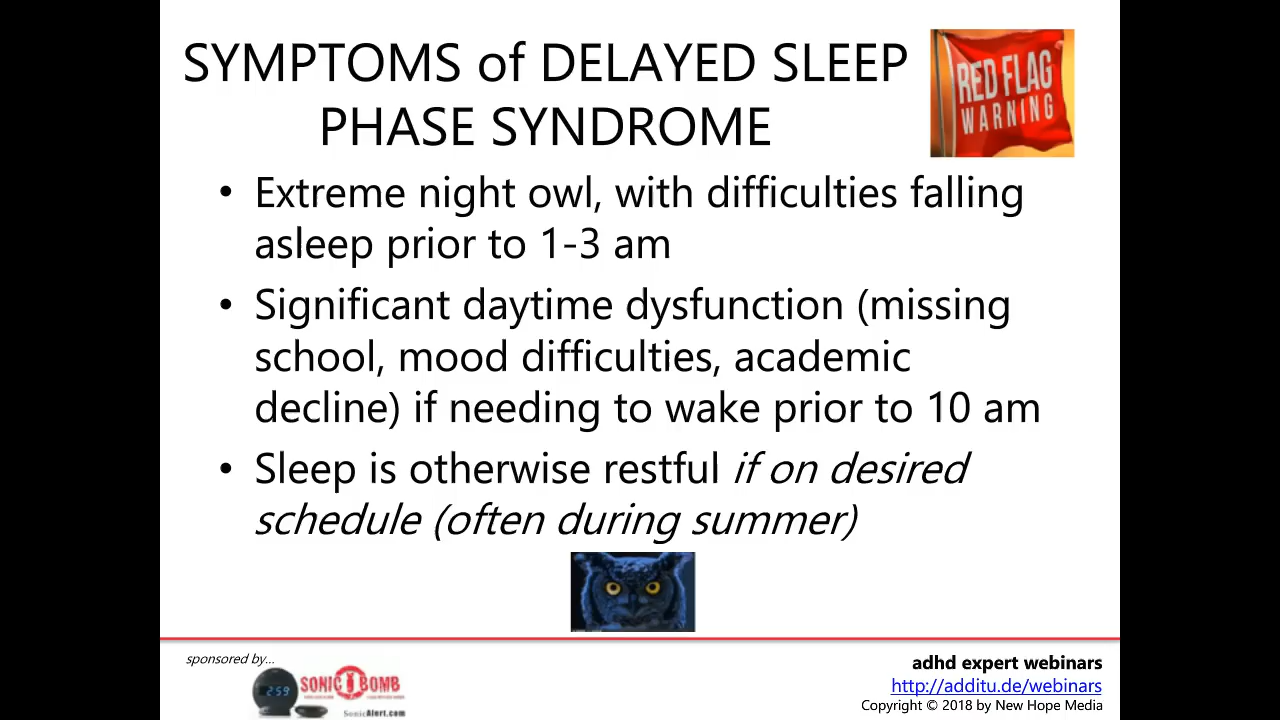 SYMPTOMS of DELAYED SLEEP
PHASE SYNDROME
RED FLAG
WARNING
• Extreme night owl, with difficulties falling
asleep prior to 1-3 am
• Significant daytime dysfunction (missing
school, mood difficulties, academic
decline) if needing to wake prior to 10 am
• Sleep is otherwise restful if on desired
schedule (often during summer)
sponsored by...
2:59
SONIC BOMB
SonicAlert.com
adhd expert webinars
http://additu.de/webinars
Copyright © 2018 by New Hope Media